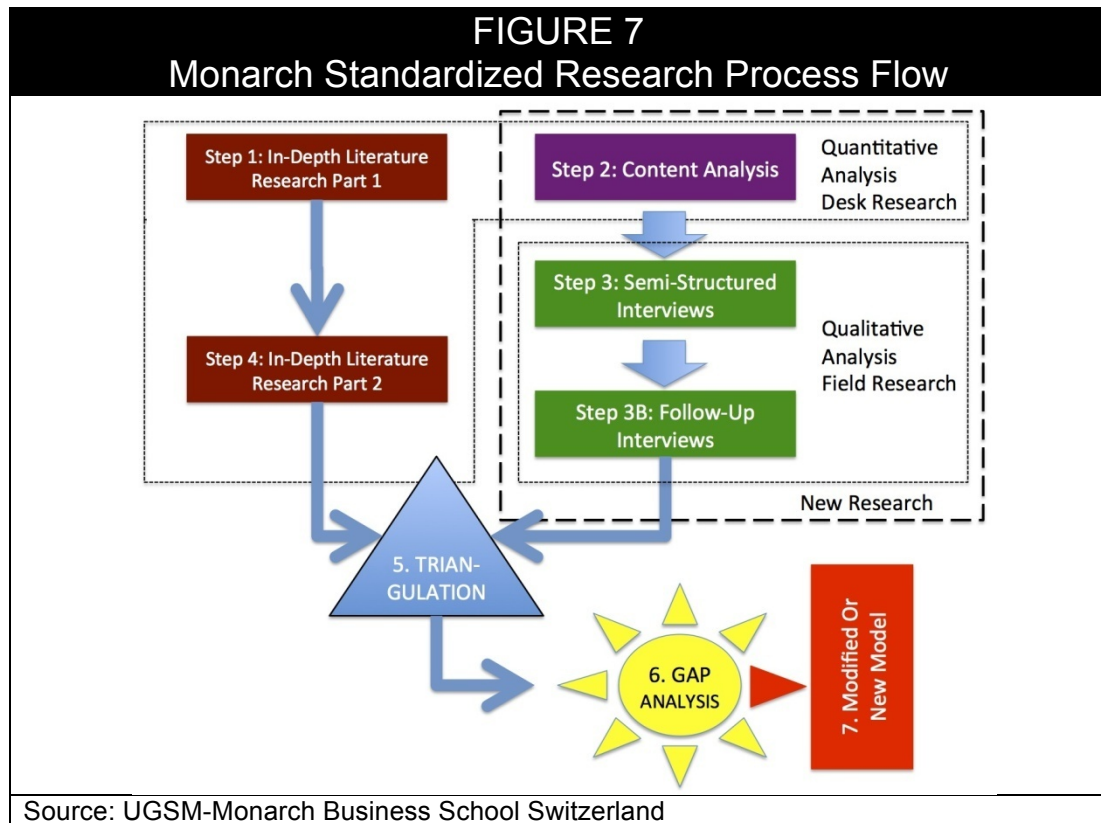 FIGURE 7
Monarch Standardized Research Process Flow
Step 1: In-Depth Literature
Research Part 1
Step 2: Content Analysis
Quantitative
Analysis
Desk Research
Step 3: Semi-Structured
Interviews
Qualitative
Analysis
Field Research
Step 4: In-Depth Literature
Research Part 2
Step 3B: Follow-Up
Interviews
New Research
5. TRIAN-
GULATION
6. GAP
ANALYSIS
7. Modified Or
New Model
Source: UGSM-Monarch Business School Switzerland